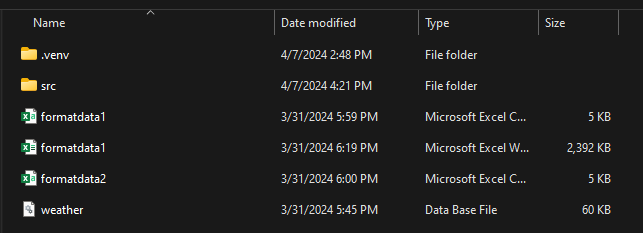 Name Date modified Type Size
.venv 4/7/2024 2:48 PM File folder
src 4/7/2024 4:21 PM File folder
formatdata1 3/31/2024 5:59 PM Microsoft Excel C... 5 KB
formatdata1 3/31/2024 6:19 PM Microsoft Excel W... 2,392 KB
formatdata2 3/31/2024 6:00 PM Microsoft Excel C... 5 KB
weather 3/31/2024 5:45 PM Data Base File 60 KB